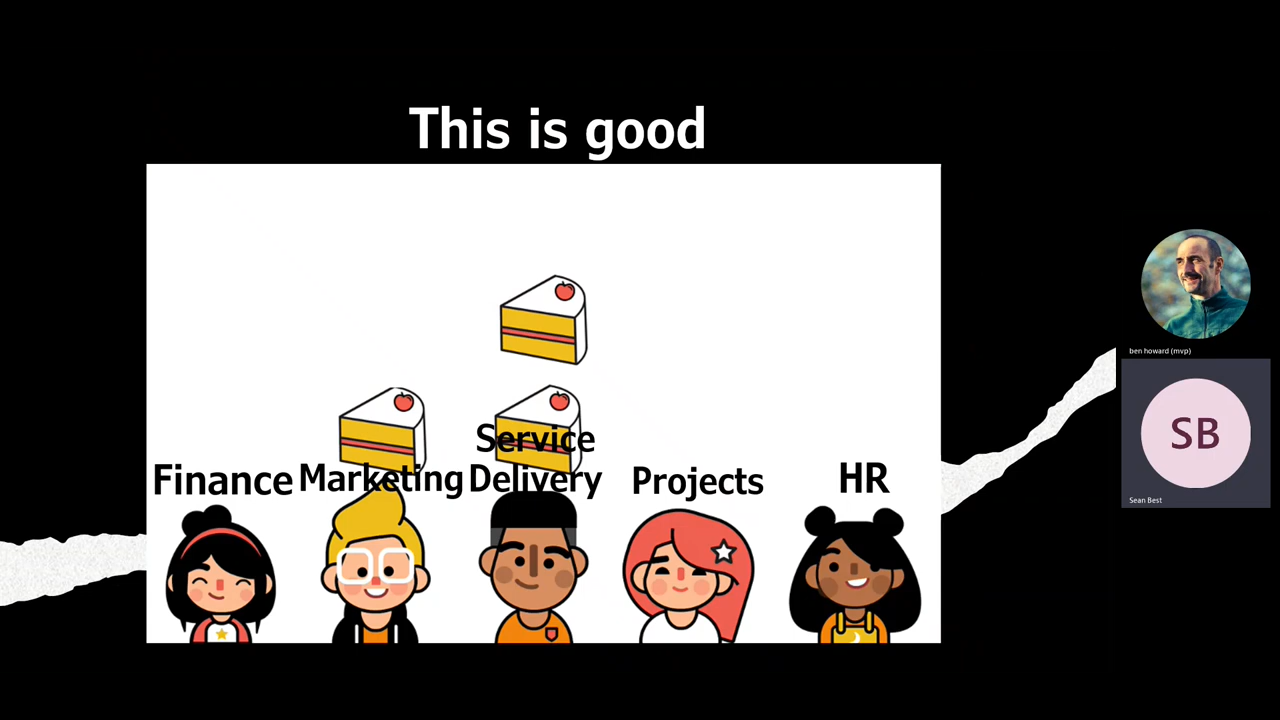 This is good
Service
Finance Marketing Delivery Projects HR
ben howard (mvp)
SB
Sean Best